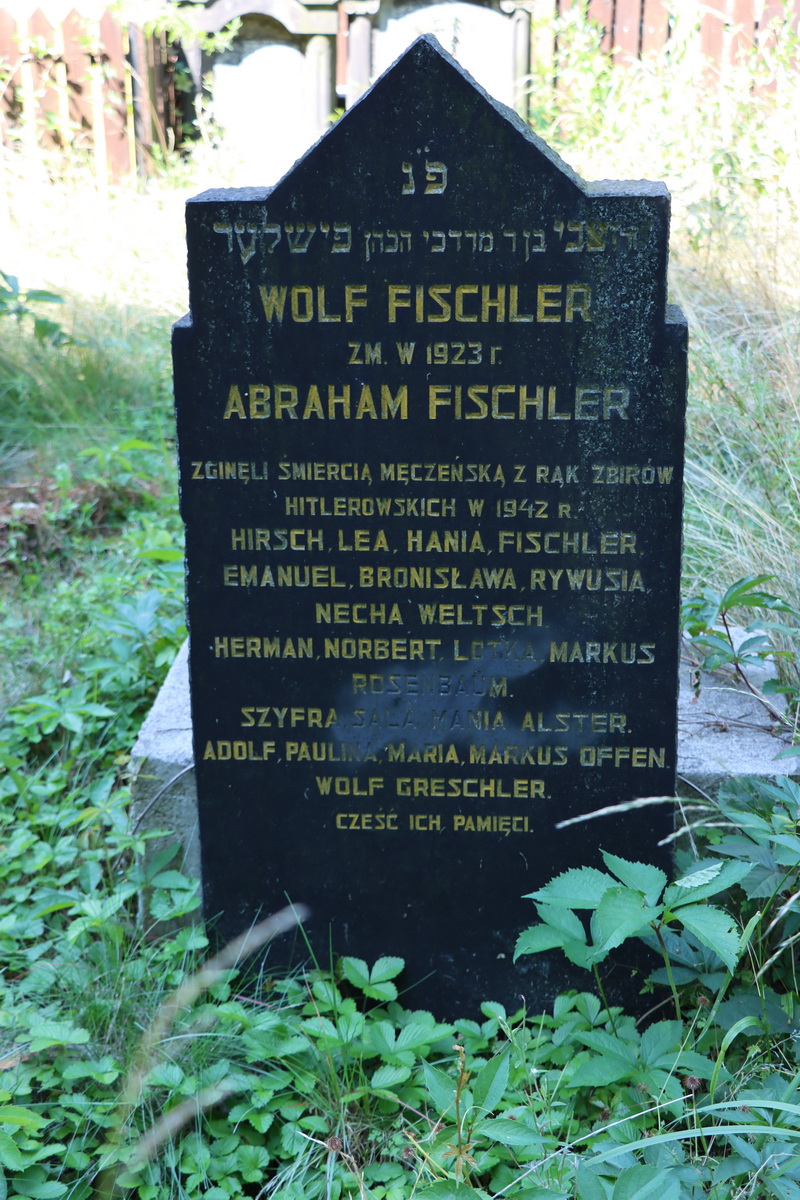 פ נ
ר׳ צבי בן ר מרדכי הכהן פישלער
WOLF FISCHLER
ZM. W 1923 r.
ABRAHAM FISCHLER
ZGINĘLI ŚMIERCIĄ MĘCZEŃSKĄ Z RĄK ZBIRÓW
HITLEROWSKICH W 1942 R.
HIRSCH, LEA, HANIA, FISCHLER.
EMANUEL, BRONISŁAWA, RYWUSIA,
NECHA WELTSCH.
HERMAN, NORBERT, LOTKA, MARKUS
ROSENBAUM.
SZYFRA, SALA, MANIA ALSTER.
ADOLF, PAULINA, MARIA, MARKUS OFFEN.
WOLF GRESCHLER.
CZEŚĆ ICH PAMIĘCI.